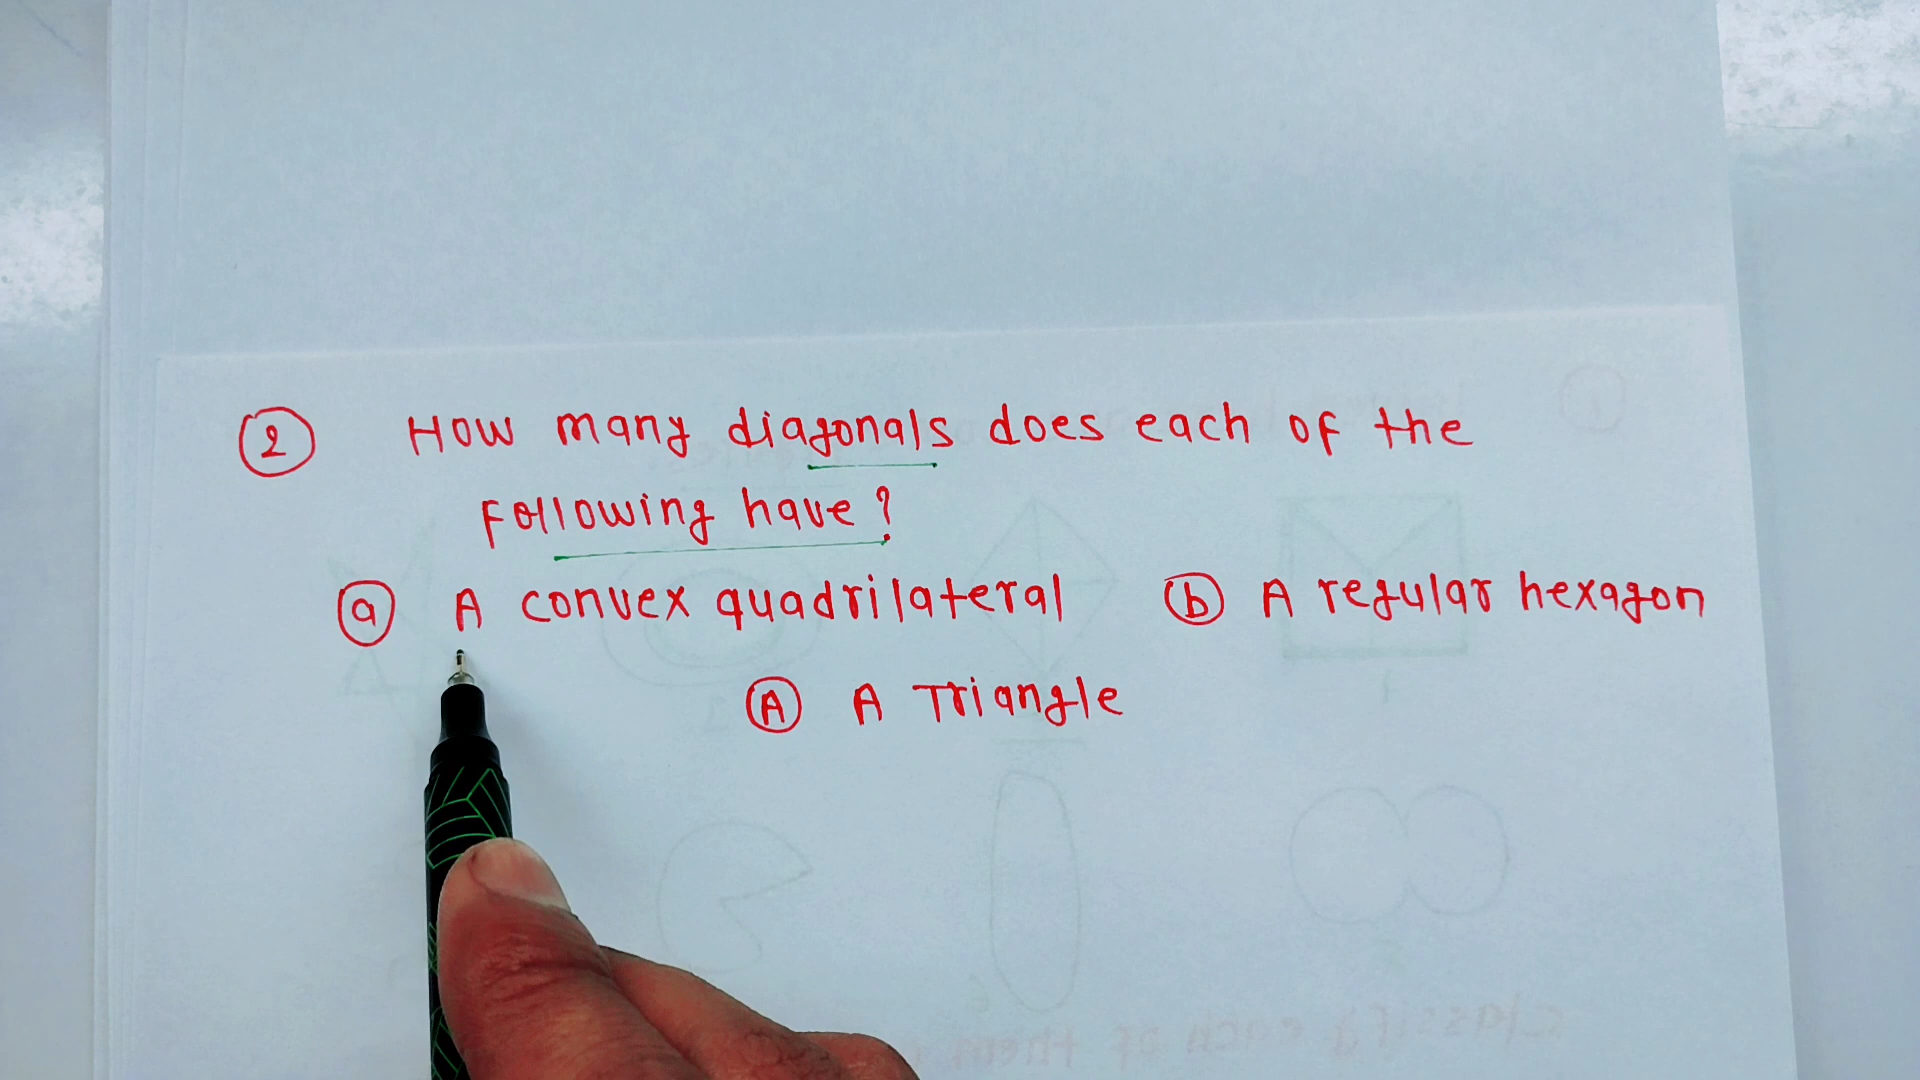 ② How many diagonals does each of the
following have?
ⓐ A convex quadrilateral ⓑ A regular hexagon
Ⓐ A Triangle